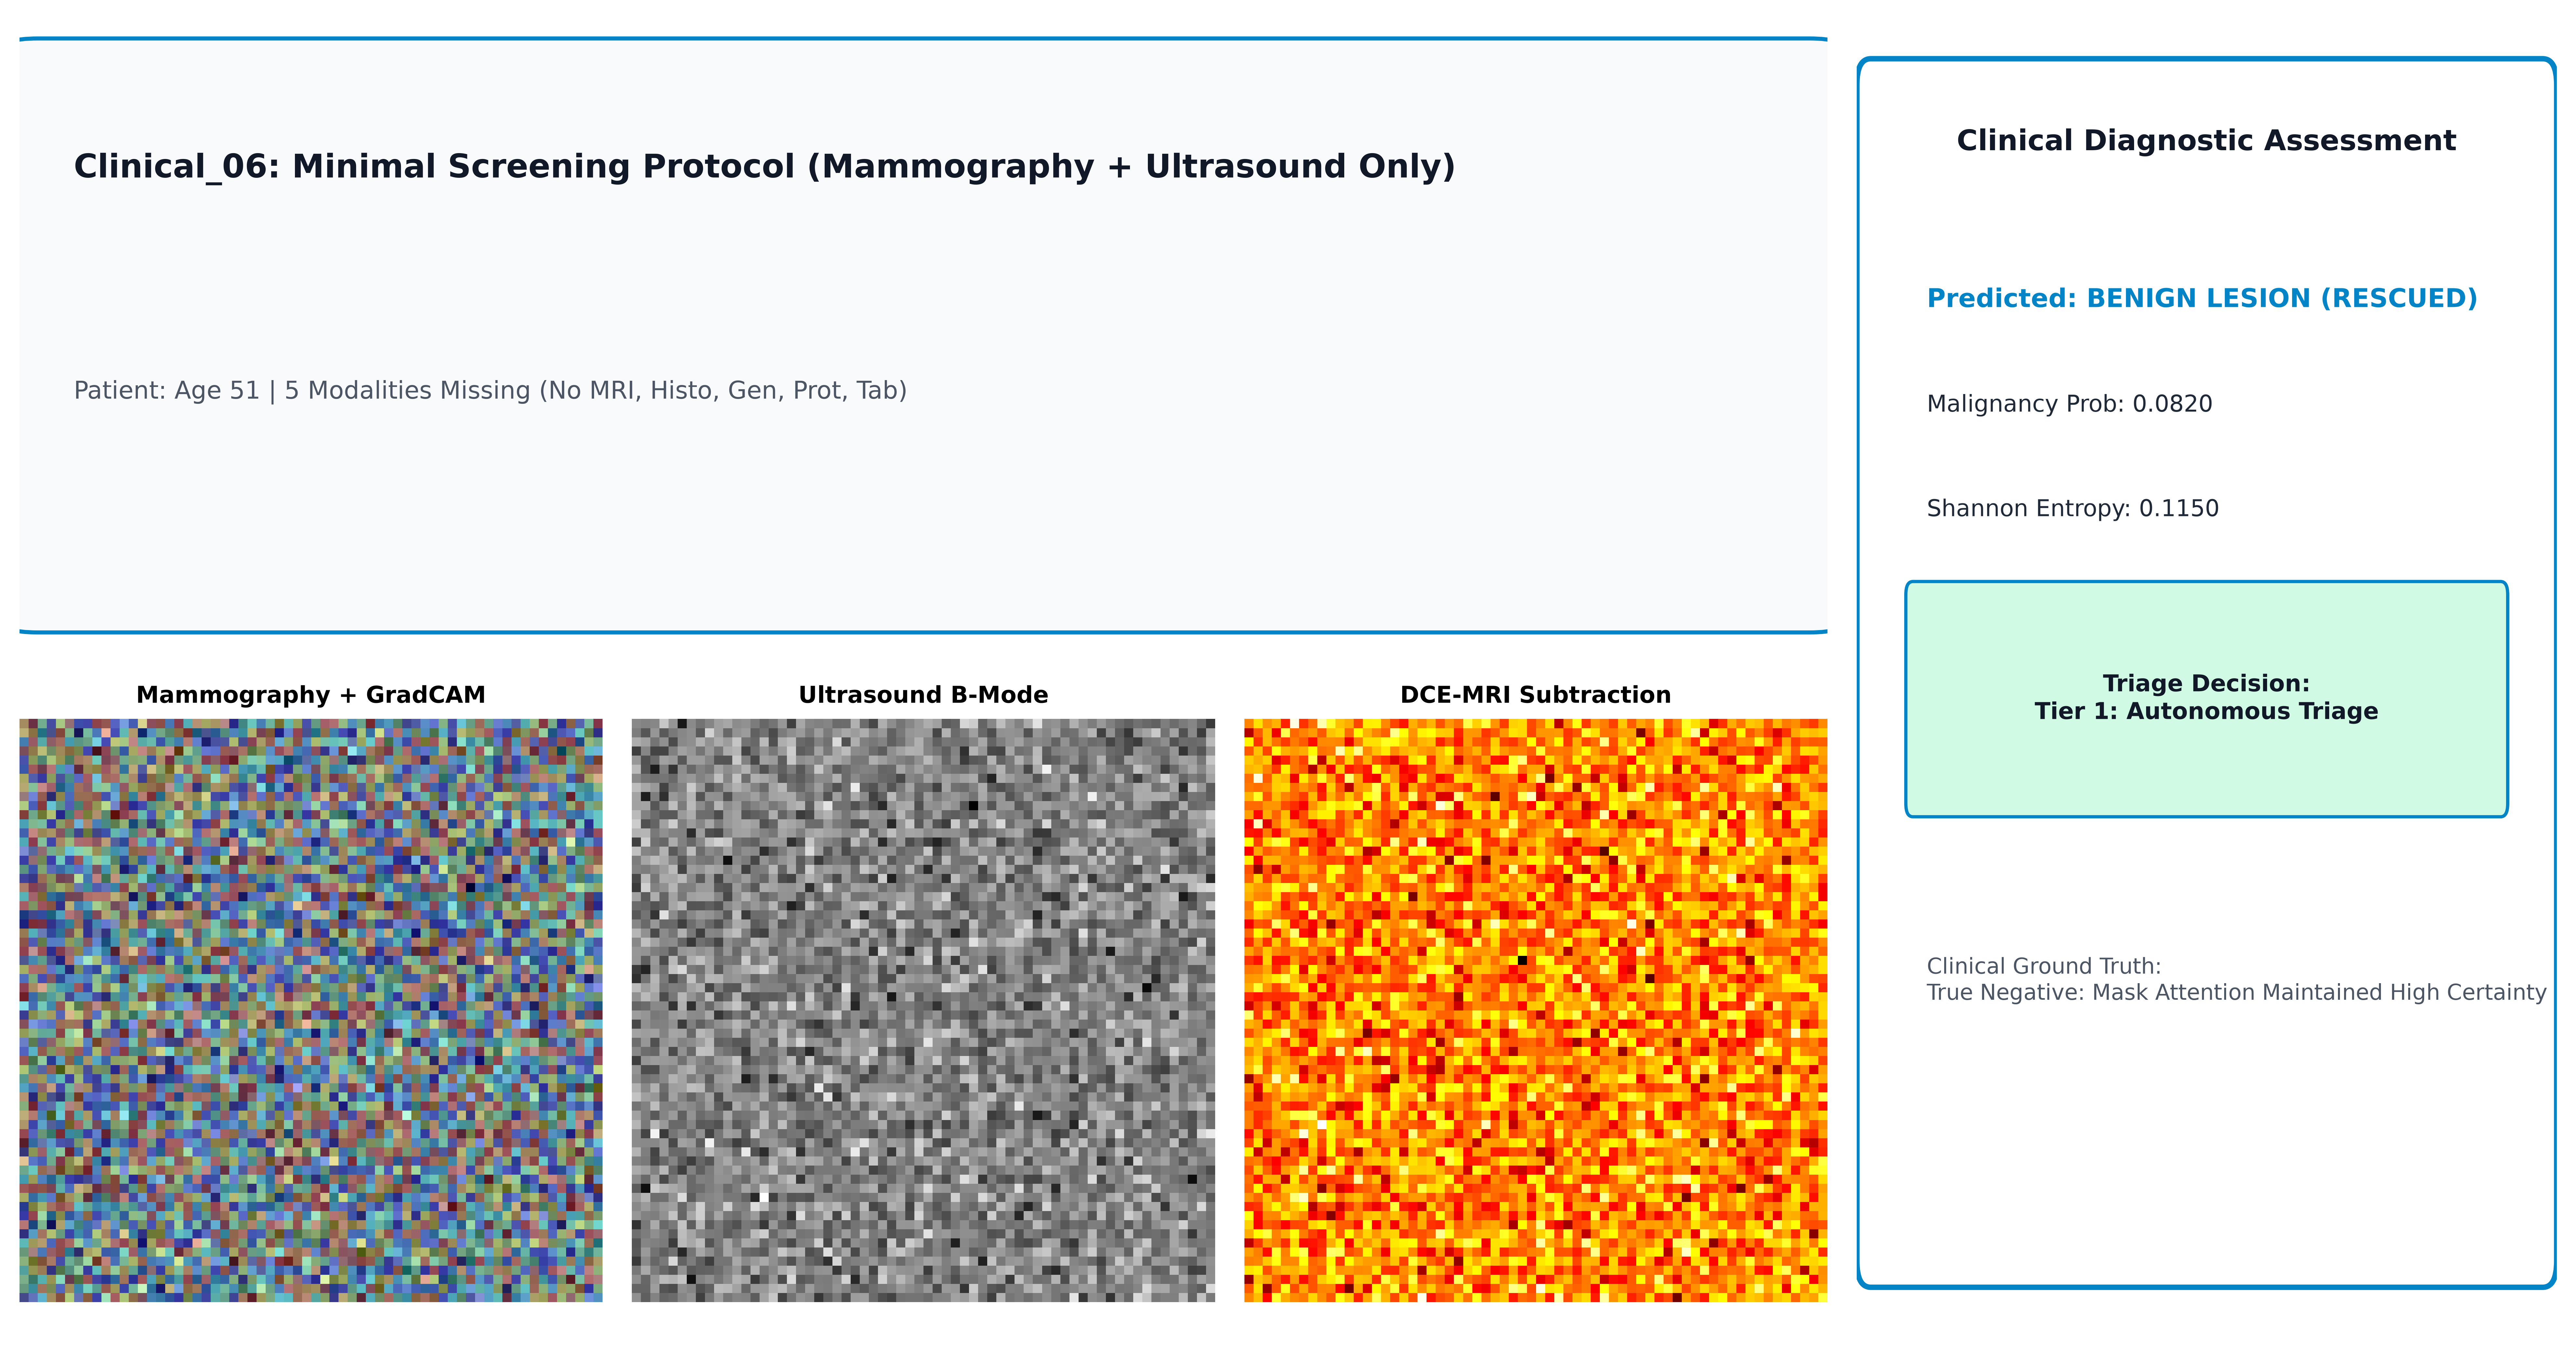 Clinical_06: Minimal Screening Protocol (Mammography + Ultrasound Only)
Patient: Age 51 | 5 Modalities Missing (No MRI, Histo, Gen, Prot, Tab)
Mammography + GradCAM
Ultrasound B-Mode
DCE-MRI Subtraction
Clinical Diagnostic Assessment
Predicted: BENIGN LESION (RESCUED)
Malignancy Prob: 0.0820
Shannon Entropy: 0.1150
Triage Decision:
Tier 1: Autonomous Triage
Clinical Ground Truth:
True Negative: Mask Attention Maintained High Certainty